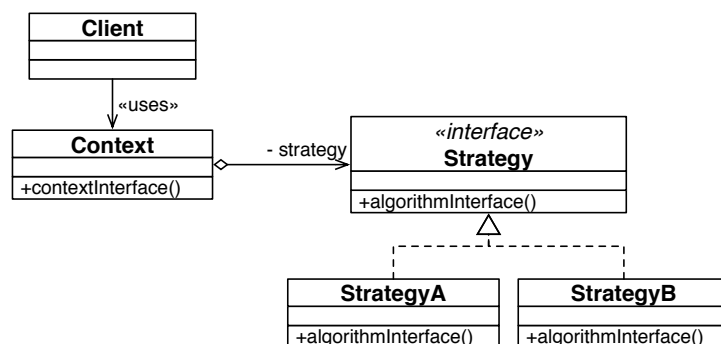 Client
«uses»
Context
+contextInterface()
- strategy
«interface»
Strategy
+algorithmInterface()
StrategyA
+algorithmInterface()
StrategyB
+algorithmInterface()